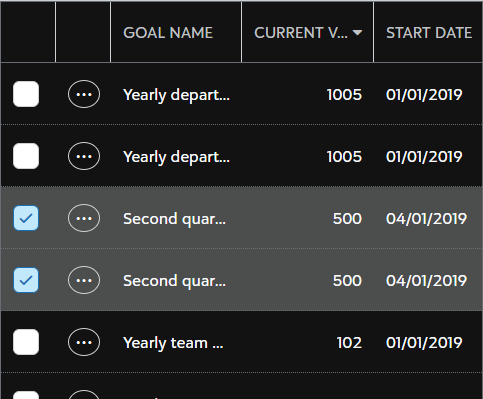 GOAL NAME CURRENT V... START DATE
Yearly depart... 1005 01/01/2019
Yearly depart... 1005 01/01/2019
Second quar... 500 04/01/2019
Second quar... 500 04/01/2019
Yearly team ... 102 01/01/2019